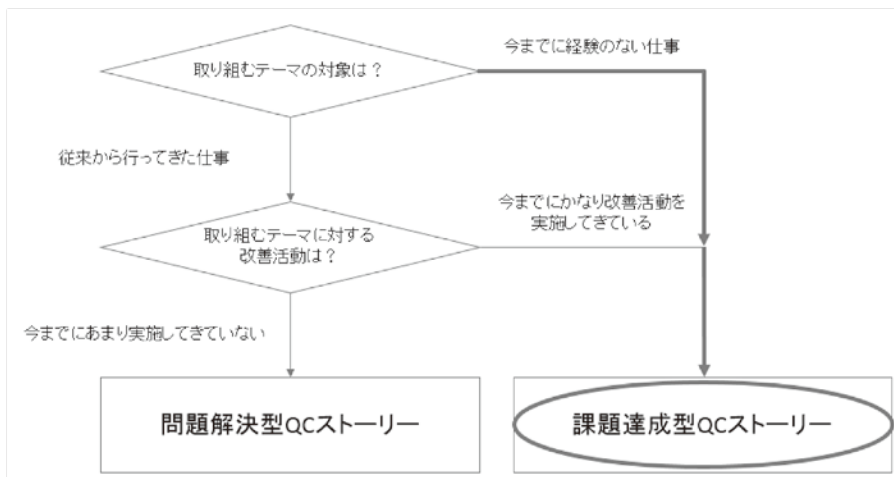 今までに経験のない仕事
取り組むテーマの対象は？
従来から行ってきた仕事
今までにかなり改善活動を
実施してきている
取り組むテーマに対する
改善活動は？
今までにあまり実施してきていない
問題解決型QCストーリー
課題達成型QCストーリー